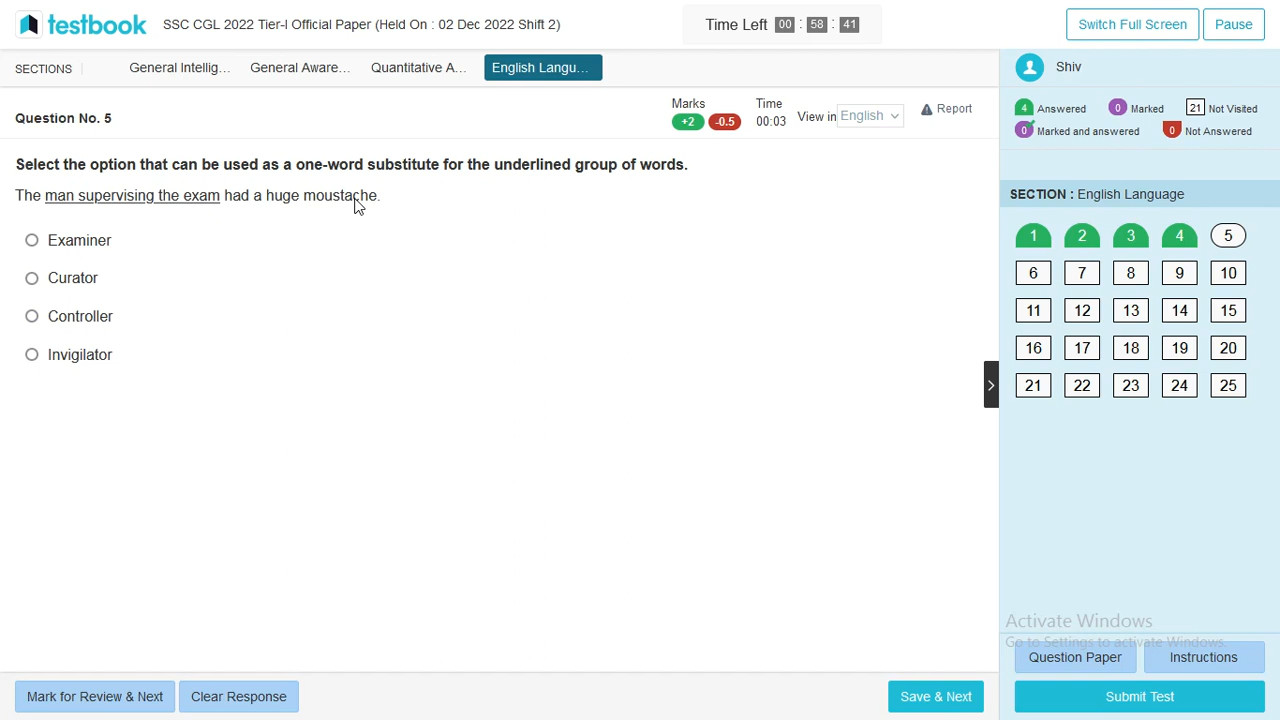 testbook SSC CGL 2022 Tier-I Official Paper (Held On : 02 Dec 2022 Shift 2) Time Left 00 : 58 : 41 Switch Full Screen Pause
SECTIONS General Intellig... General Aware... Quantitative A... English Langu... Shiv
Question No. 5 Marks +2 -0.5 Time 00:03 View in English Report
4 Answered 0 Marked 21 Not Visited
0 Marked and answered 0 Not Answered
Select the option that can be used as a one-word substitute for the underlined group of words.
The man supervising the exam had a huge moustache.
Examiner
Curator
Controller
Invigilator
SECTION : English Language
1 2 3 4 5
6 7 8 9 10
11 12 13 14 15
16 17 18 19 20
21 22 23 24 25
Activate Windows
Go to Settings to activate Windows.
Question Paper Instructions
Mark for Review & Next Clear Response Save & Next Submit Test